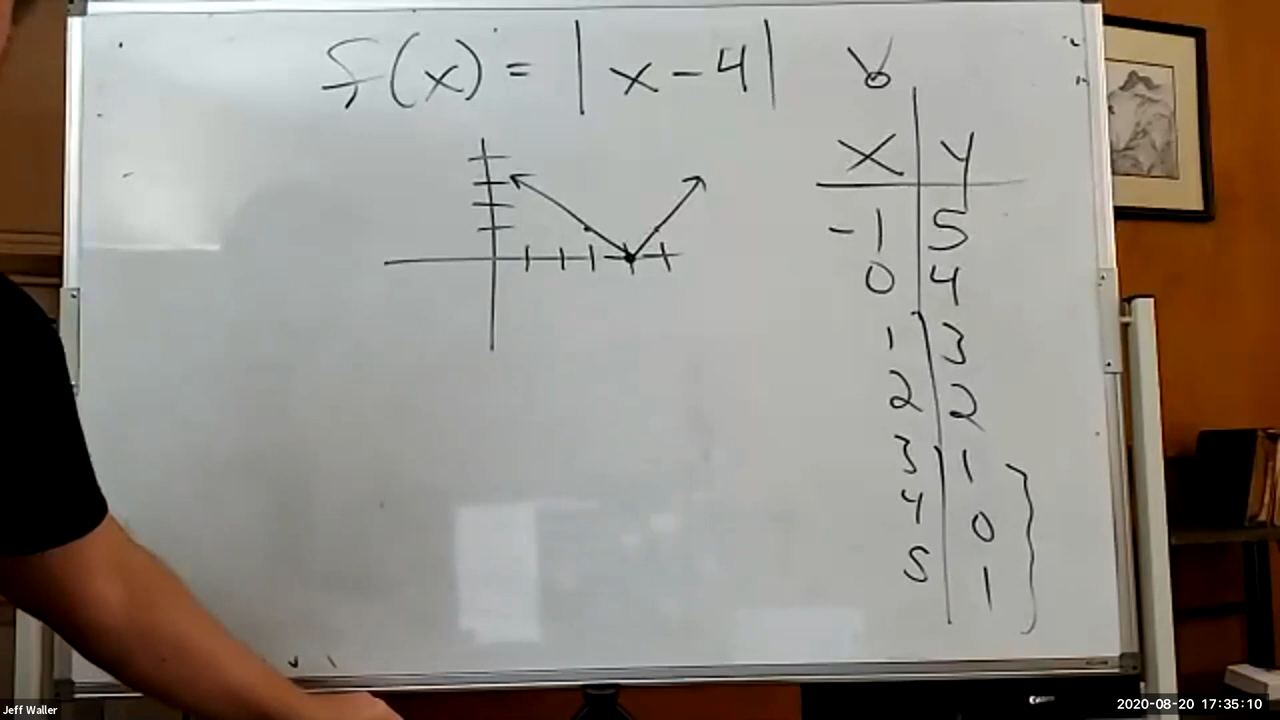 f(x) = |x-4|
x y
-1 5
0 4
1 3
2 2
3 1
4 0
5 1
Jeff Waller
2020-08-20 17:35:10